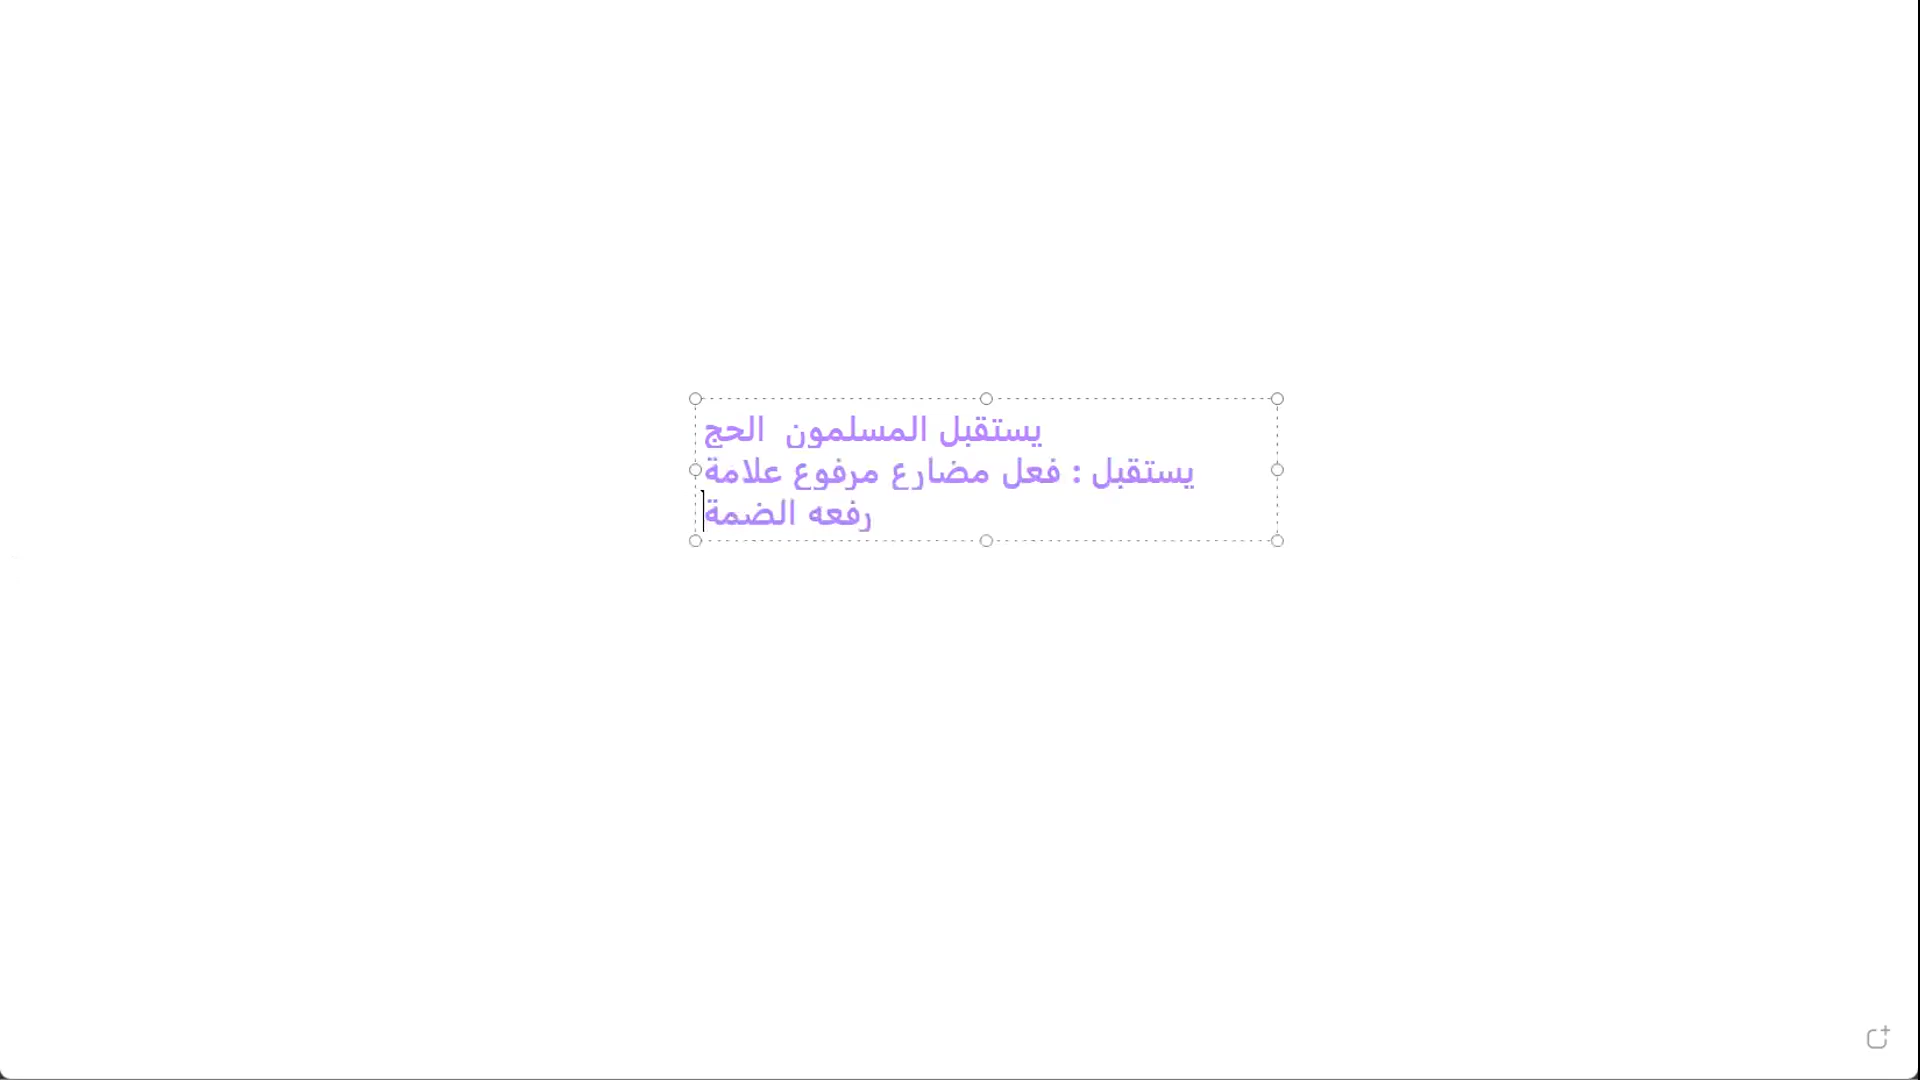 يستقبل المسلمون  الحج
يستقبل : فعل مضارع مرفوع علامة
رفعه الضمة